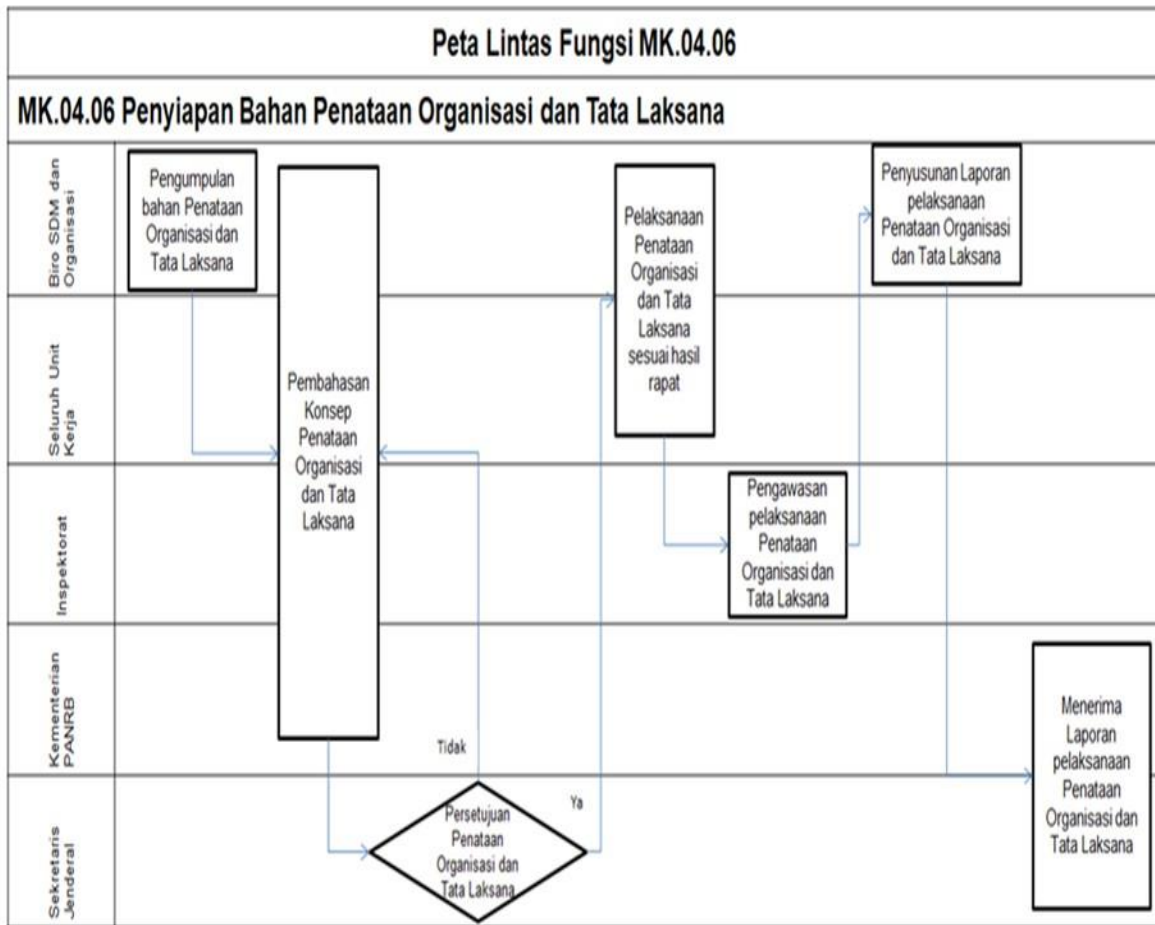 Peta Lintas Fungsi MK.04.06
MK.04.06 Penyiapan Bahan Penataan Organisasi dan Tata Laksana
Biro SDM dan
Organisasi
Pengumpulan
bahan Penataan
Organisasi dan
Tata Laksana
Pembahasan
Konsep
Penataan
Organisasi
dan Tata
Laksana
Pelaksanaan
Penataan
Organisasi
dan Tata
Laksana
sesuai hasil
rapat
Penyusunan Laporan
pelaksanaan
Penataan Organisasi
dan Tata Laksana
Seluruh Unit
Kerja
Inspektorat
Pengawasan
pelaksanaan
Penataan
Organisasi dan
Tata Laksana
Kementerian
PANRB
Tidak
Menerima
Laporan
pelaksanaan
Penataan
Organisasi dan
Tata Laksana
Sekretaris
Jenderal
Persetujuan
Penataan
Organisasi dan
Tata Laksana
Ya